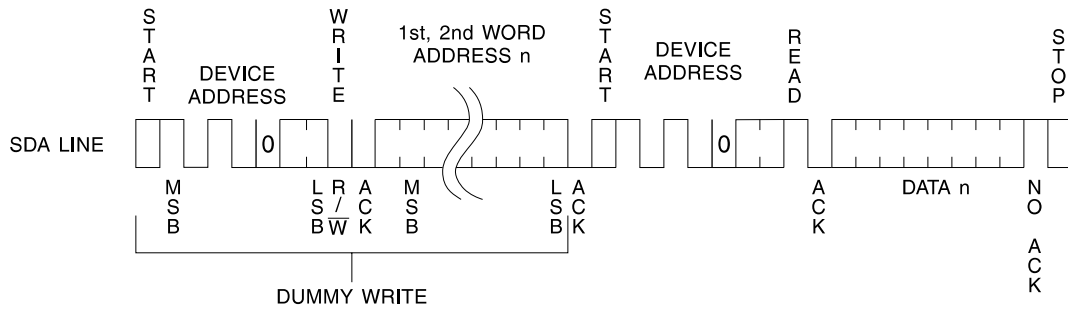 START
WRITE
1st, 2nd WORD
ADDRESS n
START
DEVICE
ADDRESS
READ
STOP
DEVICE
ADDRESS
SDA LINE
0
0
MSB
LSB
R/W̅
ACK
MSB
LSB
ACK
ACK
DATA n
NO ACK
DUMMY WRITE